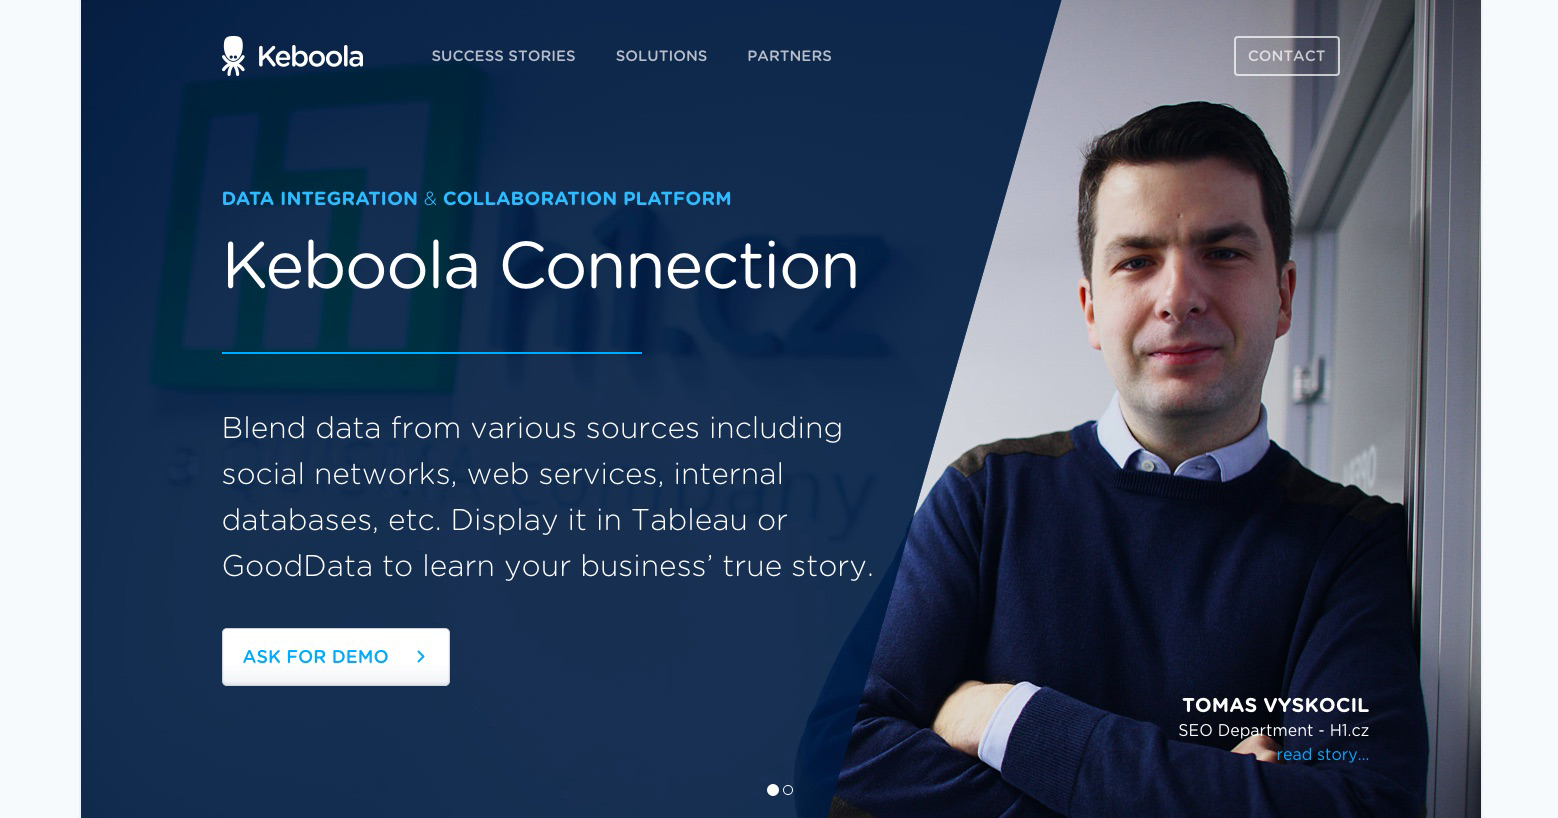 Keboola
SUCCESS STORIES
SOLUTIONS
PARTNERS
CONTACT
DATA INTEGRATION & COLLABORATION PLATFORM
Keboola Connection
h1.cz
Blend data from various sources including
social networks, web services, internal
databases, etc. Display it in Tableau or
GoodData to learn your business’ true story.
ASK FOR DEMO
TOMAS VYSKOCIL
SEO Department - H1.cz
read story...